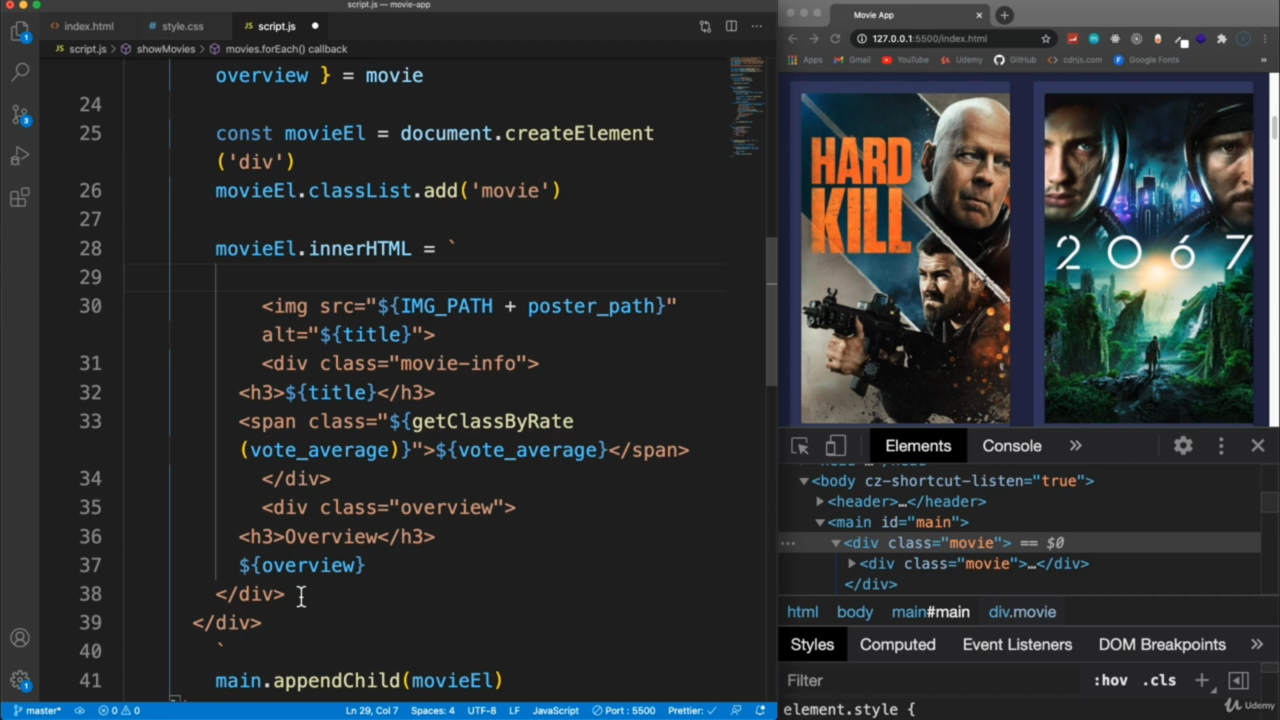 script.js — movie-app
index.html
style.css
script.js
script.js > showMovies > movies.forEach() callback
overview } = movie
24
25 const movieEl = document.createElement
('div')
26 movieEl.classList.add('movie')
27
28 movieEl.innerHTML = `
29
30 <img src="${IMG_PATH + poster_path}"
alt="${title}">
31 <div class="movie-info">
32 <h3>${title}</h3>
33 <span class="${getClassByRate
(vote_average)}">${vote_average}</span>
34 </div>
35 <div class="overview">
36 <h3>Overview</h3>
37 ${overview}
38 </div>
39 </div>
40 `
41 main.appendChild(movieEl)
1
3
1
master*
0 0
Ln 29, Col 7
Spaces: 4
UTF-8
LF
JavaScript
Port : 5500
Prettier: ✓
Movie App
127.0.0.1:5500/index.html
Apps
Gmail
YouTube
Udemy
GitHub
cdnjs.com
Google Fonts
»
HARD
KILL
2067
Elements
Console
»
<body cz-shortcut-listen="true">
<header>…</header>
<main id="main">
<div class="movie"> == $0
<div class="movie">…</div>
</div>
html
body
main#main
div.movie
Styles
Computed
Event Listeners
DOM Breakpoints
»
Filter
:hov
.cls
+
element.style {
Udemy